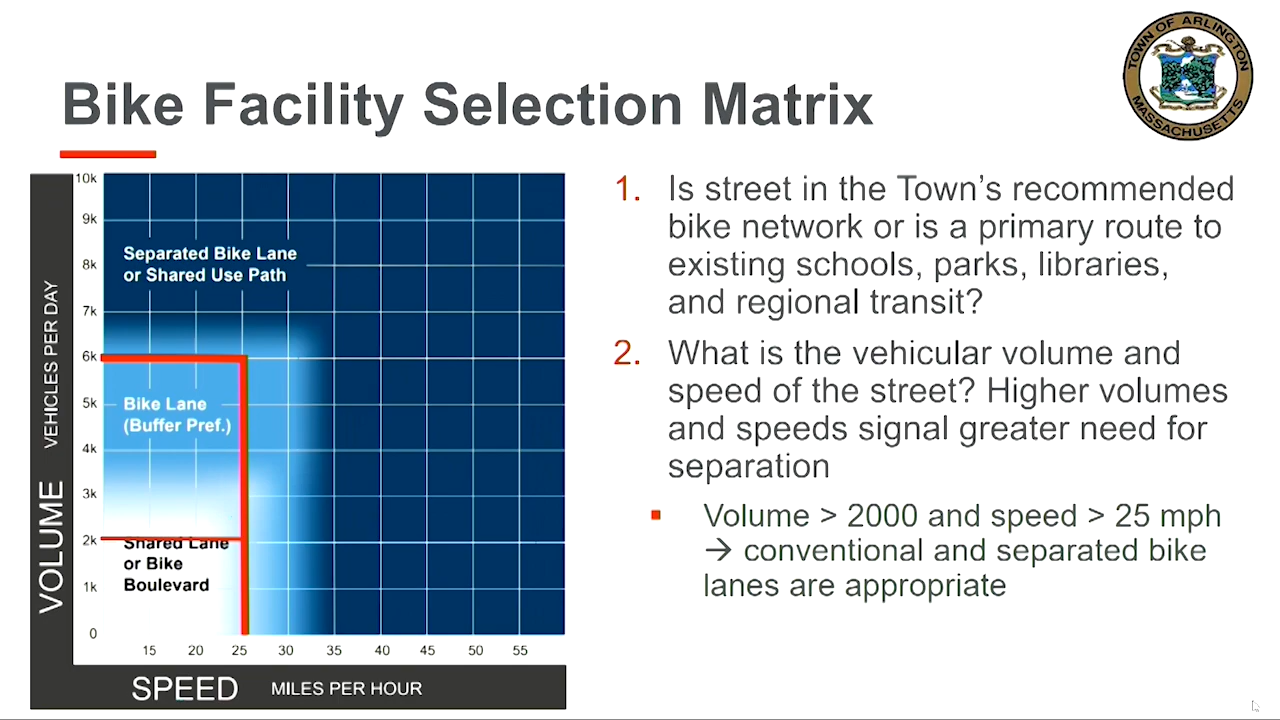 TOWN OF ARLINGTON
MASSACHUSETTS
Bike Facility Selection Matrix
10k
9k
8k
7k
6k
5k
4k
3k
2k
1k
0
VOLUME VEHICLES PER DAY
Separated Bike Lane
or Shared Use Path
Bike Lane
(Buffer Pref.)
Shared Lane
or Bike
Boulevard
15 20 25 30 35 40 45 50 55
SPEED MILES PER HOUR
1. Is street in the Town’s recommended
bike network or is a primary route to
existing schools, parks, libraries,
and regional transit?
2. What is the vehicular volume and
speed of the street? Higher volumes
and speeds signal greater need for
separation
▪ Volume > 2000 and speed > 25 mph
→ conventional and separated bike
lanes are appropriate